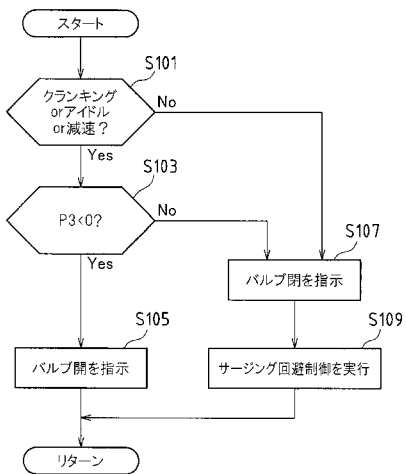 スタート
S101
クランキング
orアイドル
or減速？
No
Yes
S103
P3<0?
No
Yes
S107
バルブ閉を指示
S105
バルブ開を指示
S109
サージング回避制御を実行
リターン